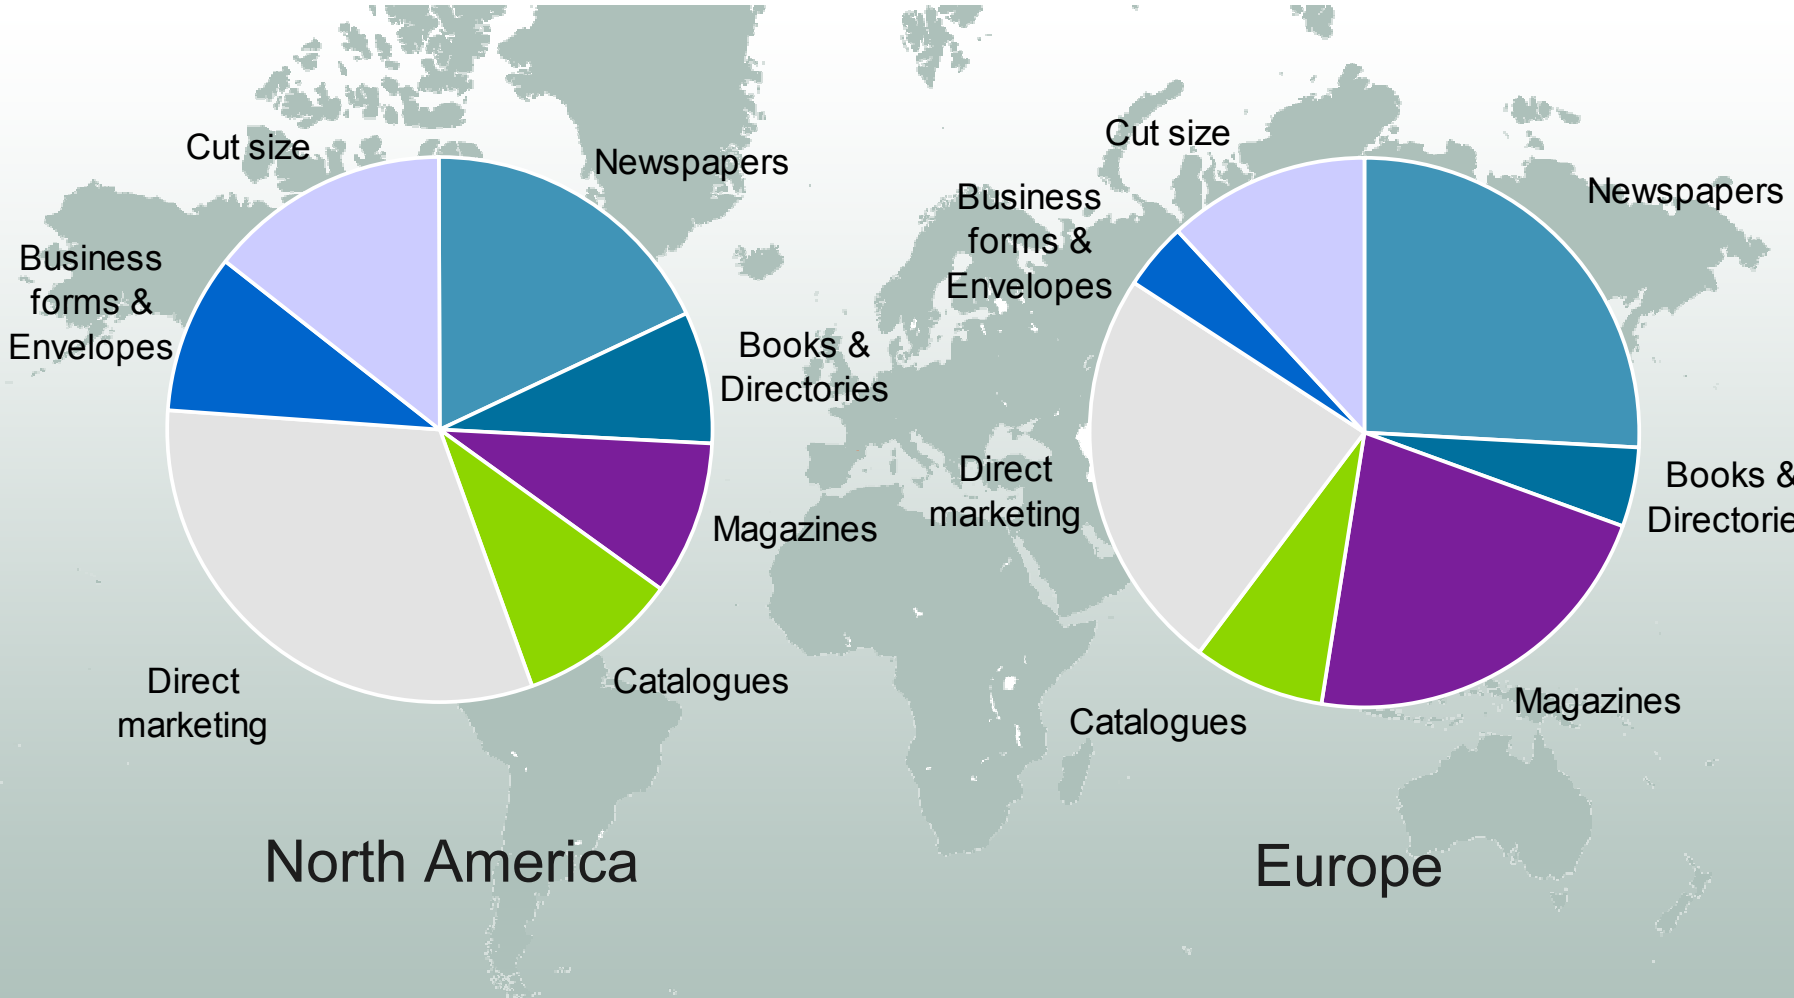 Cut size
Newspapers
Business
forms &
Envelopes
Books &
Directories
Magazines
Catalogues
Direct
marketing
North America
Cut size
Newspapers
Business
forms &
Envelopes
Direct
marketing
Books &
Directorie
Magazines
Catalogues
Europe